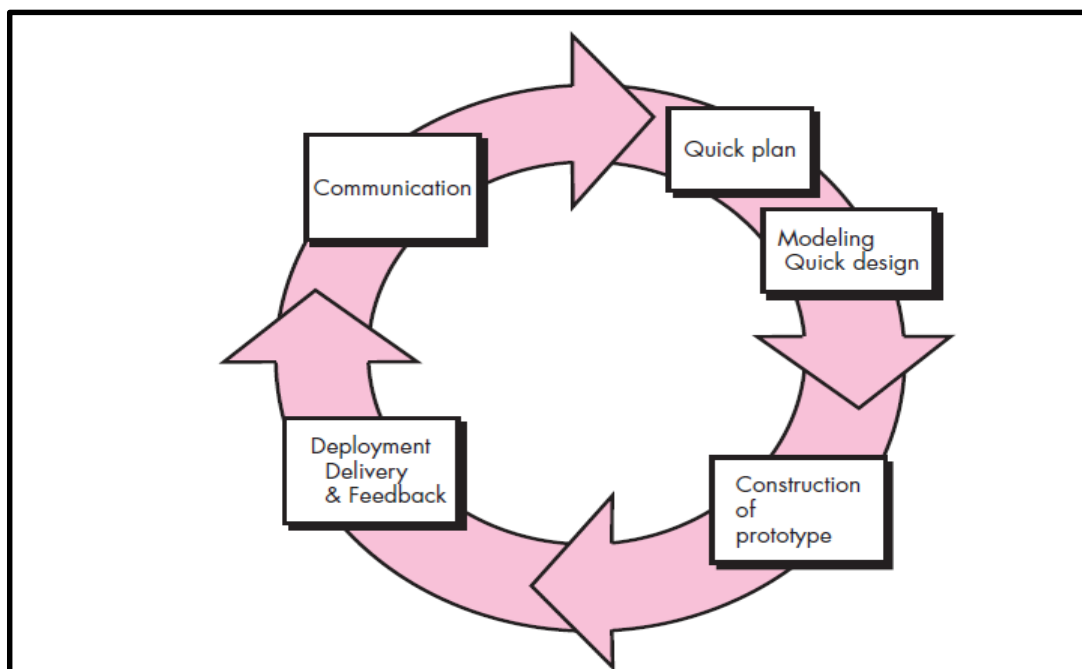 Communication
Quick plan
Modeling
Quick design
Construction
of
prototype
Deployment
Delivery
& Feedback